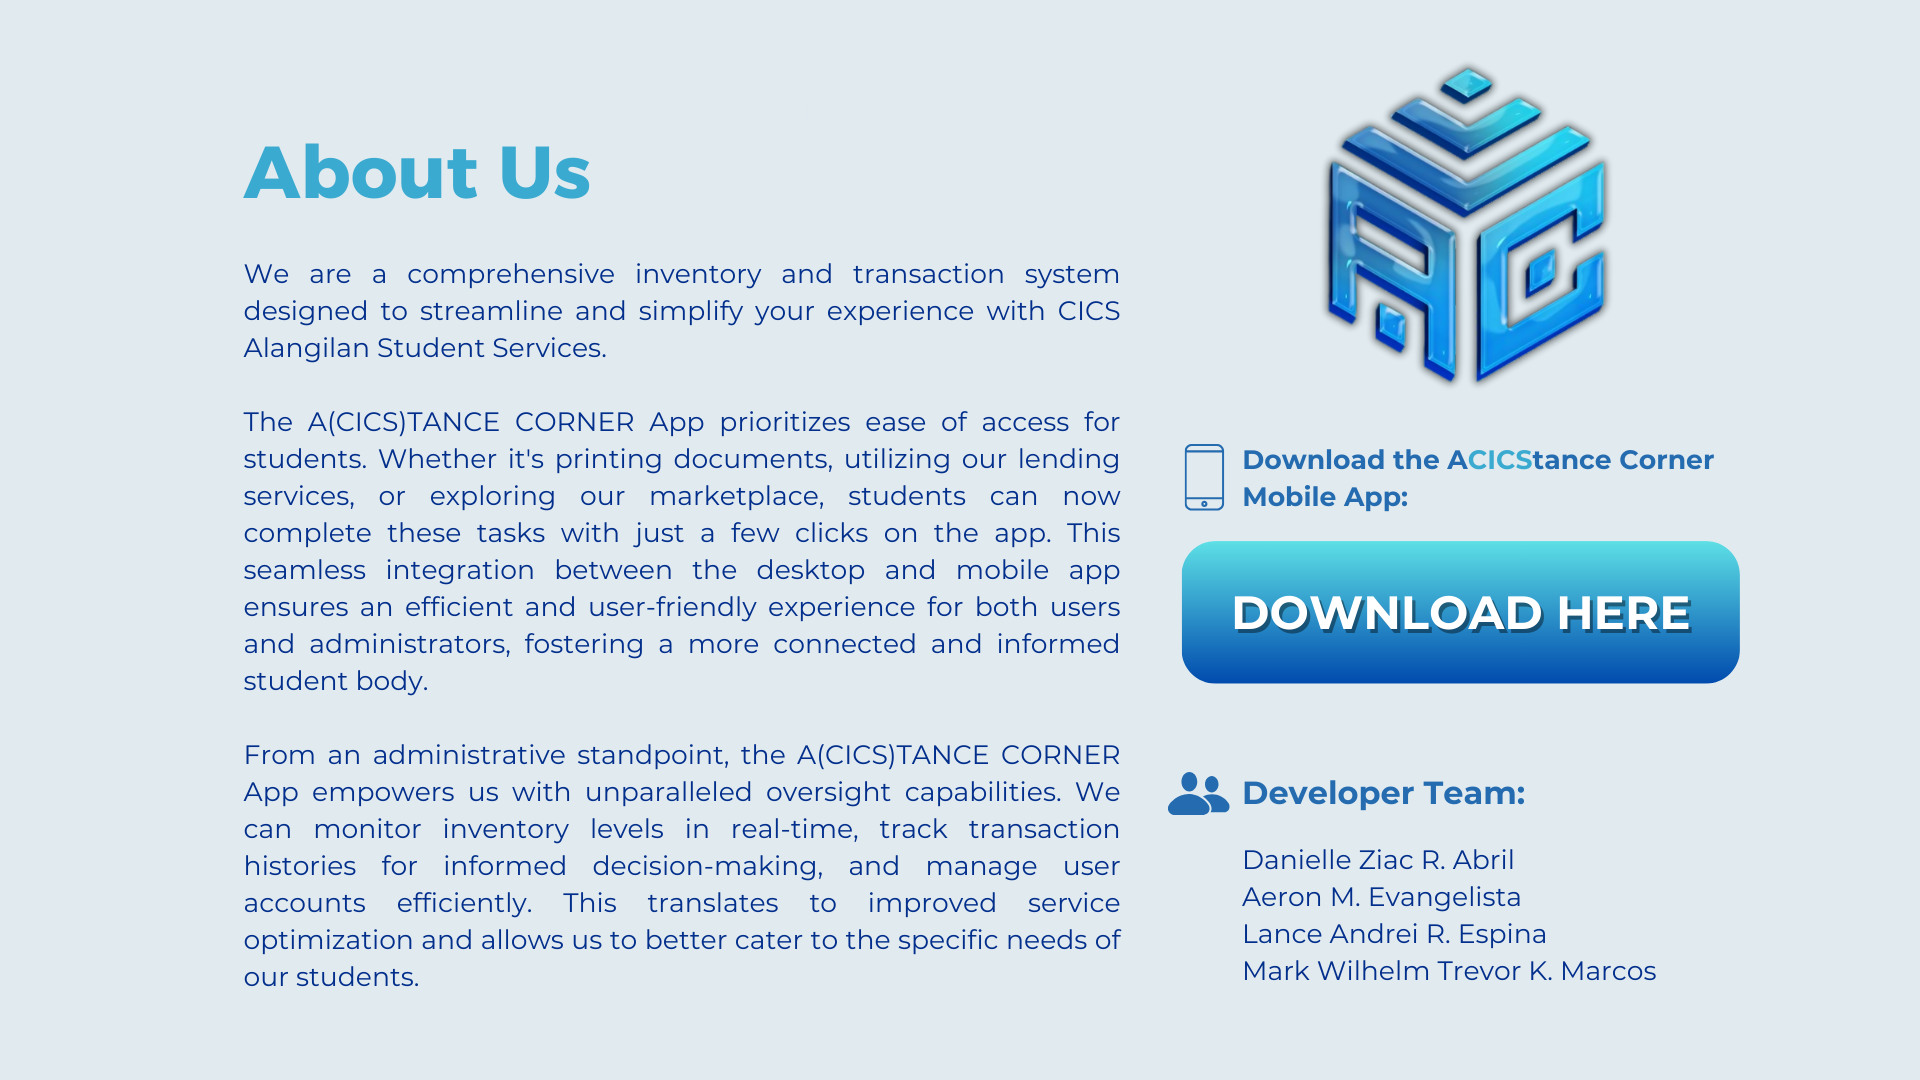 About Us
We are a comprehensive inventory and transaction system
designed to streamline and simplify your experience with CICS
Alangilan Student Services.
The A(CICS)TANCE CORNER App prioritizes ease of access for
students. Whether it's printing documents, utilizing our lending
services, or exploring our marketplace, students can now
complete these tasks with just a few clicks on the app. This
seamless integration between the desktop and mobile app
ensures an efficient and user-friendly experience for both users
and administrators, fostering a more connected and informed
student body.
From an administrative standpoint, the A(CICS)TANCE CORNER
App empowers us with unparalleled oversight capabilities. We
can monitor inventory levels in real-time, track transaction
histories for informed decision-making, and manage user
accounts efficiently. This translates to improved service
optimization and allows us to better cater to the specific needs of
our students.
AC
Download the ACICStance Corner
Mobile App:
DOWNLOAD HERE
Developer Team:
Danielle Ziac R. Abril
Aeron M. Evangelista
Lance Andrei R. Espina
Mark Wilhelm Trevor K. Marcos